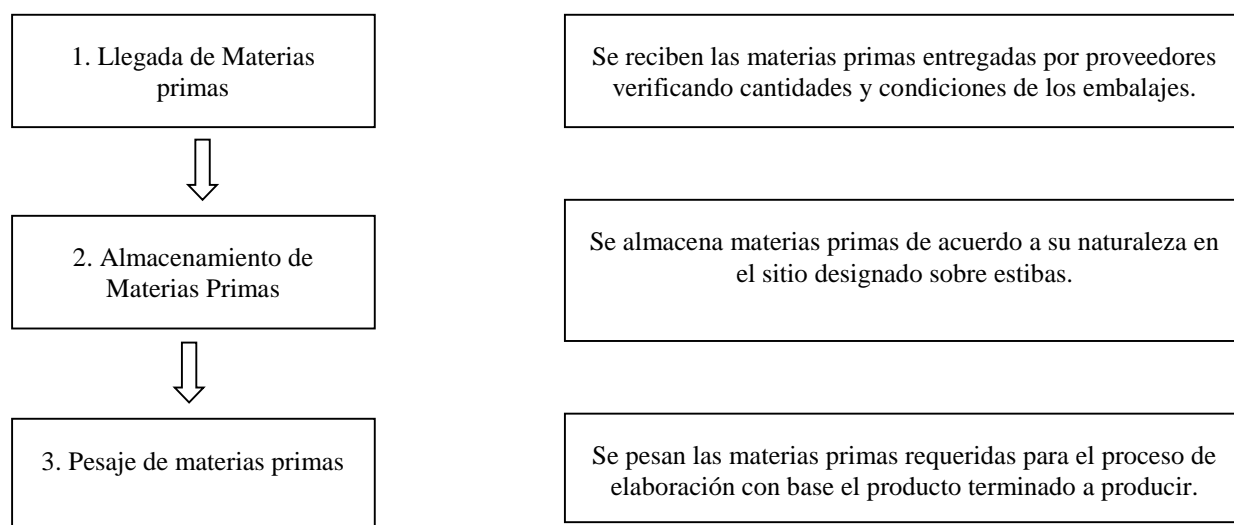 1. Llegada de Materias
primas
Se reciben las materias primas entregadas por proveedores
verificando cantidades y condiciones de los embalajes.
2. Almacenamiento de
Materias Primas
Se almacena materias primas de acuerdo a su naturaleza en
el sitio designado sobre estibas.
3. Pesaje de materias primas
Se pesan las materias primas requeridas para el proceso de
elaboración con base el producto terminado a producir.